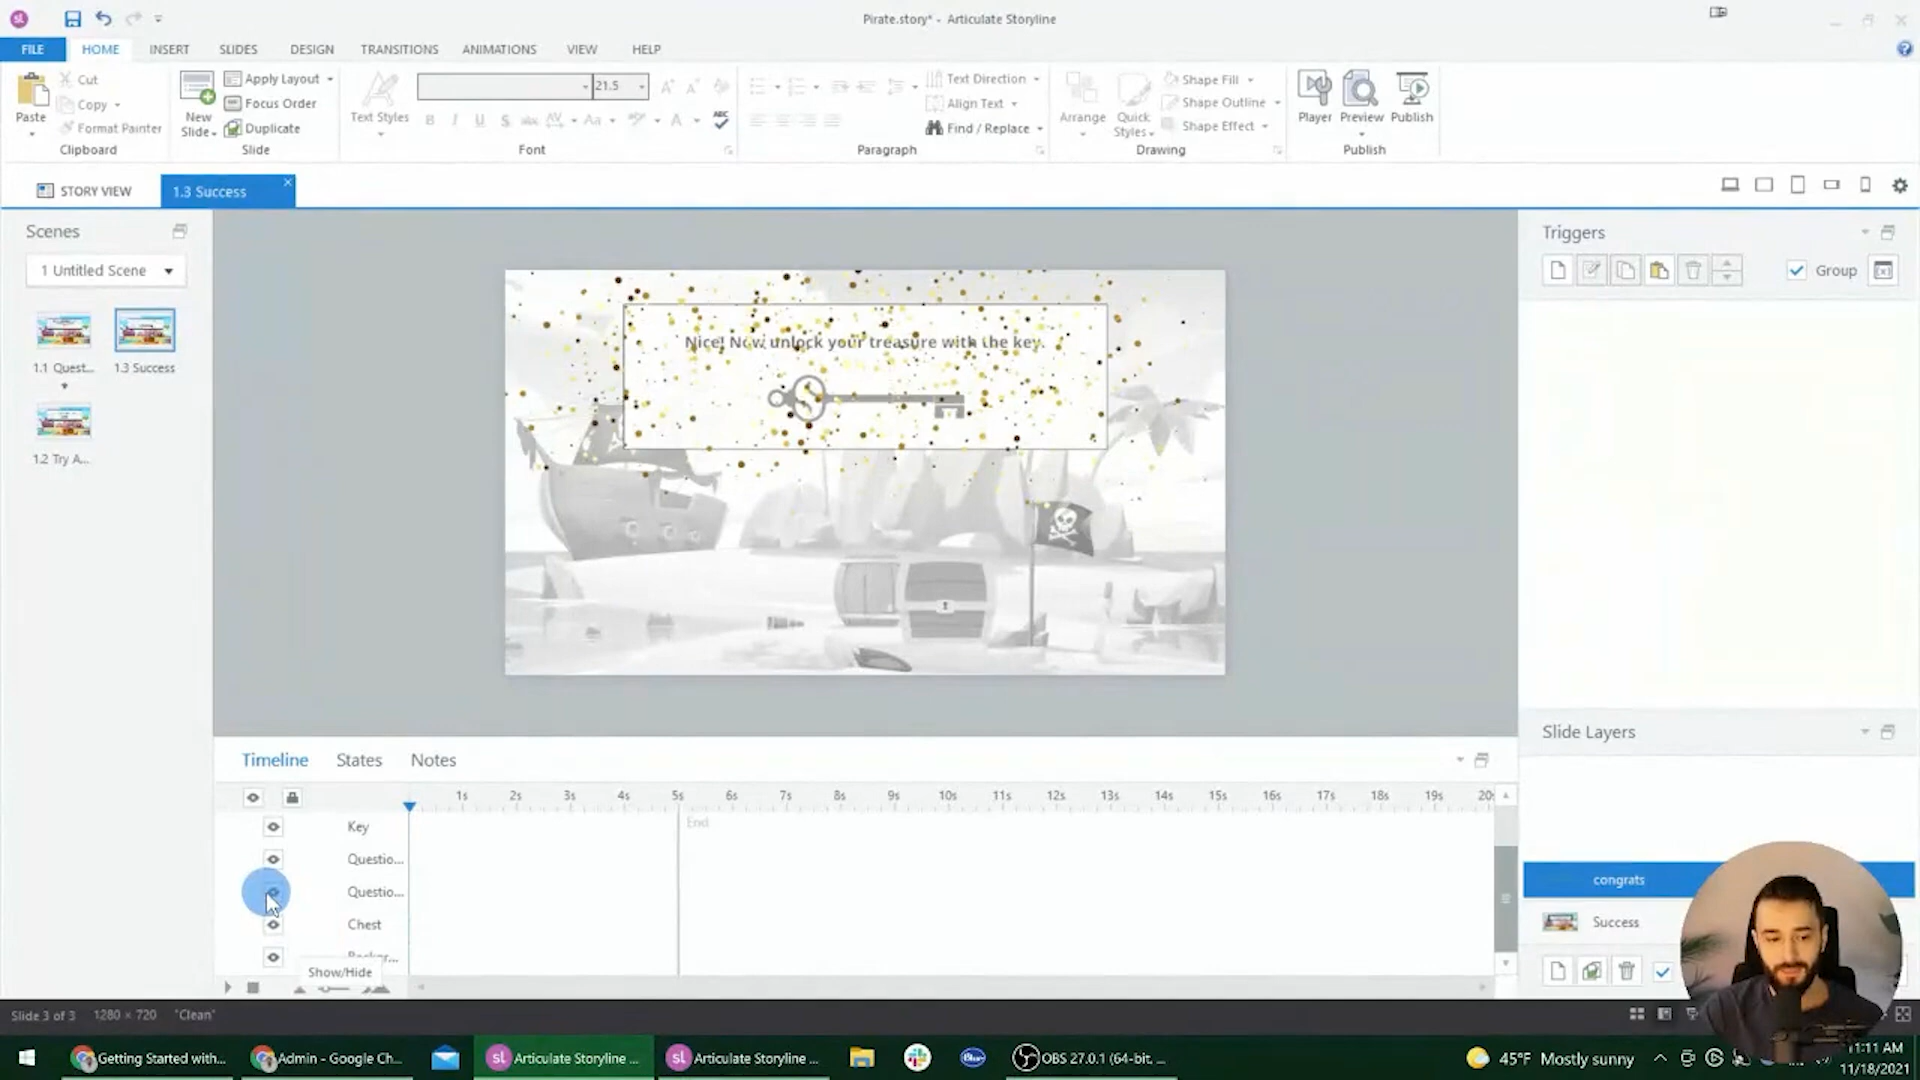 sl
Pirate.story* - Articulate Storyline
FILE
HOME
INSERT
SLIDES
DESIGN
TRANSITIONS
ANIMATIONS
VIEW
HELP
Paste
Cut
Copy
Format Painter
Clipboard
New Slide
Apply Layout
Focus Order
Duplicate
Slide
Text Styles
21.5
Font
Text Direction
Align Text
Find / Replace
Paragraph
Arrange
Quick Styles
Shape Fill
Shape Outline
Shape Effect
Drawing
Player
Preview
Publish
Publish
STORY VIEW
1.3 Success
Scenes
1 Untitled Scene
1.1 Quest...
1.3 Success
1.2 Try A...
Nice! Now unlock your treasure with the key.
Triggers
Group
Timeline
States
Notes
1s 2s 3s 4s 5s 6s 7s 8s 9s 10s 11s 12s 13s 14s 15s 16s 17s 18s 19s 20s
End
Key
Questio...
Questio...
Chest
Show/Hide
Slide Layers
congrats
Success
Slide 3 of 3
1280 × 720
"Clean"
Getting Started with...
Admin - Google Ch...
sl Articulate Storyline ...
sl Articulate Storyline ...
Blue
OBS 27.0.1 (64-bit, ...
45°F Mostly sunny
11:11 AM
11/18/2021